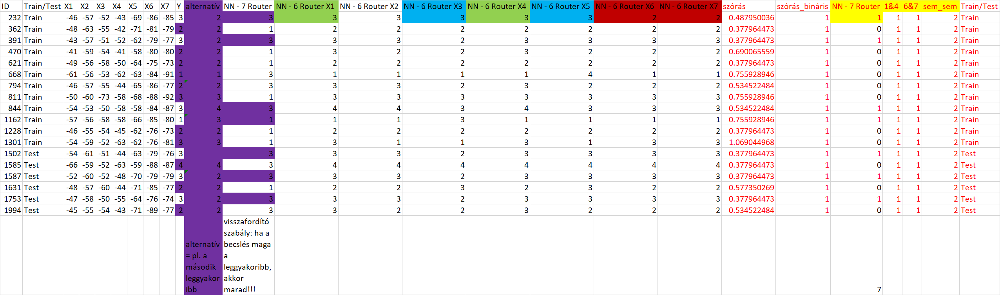 ID Train/Test X1 X2 X3 X4 X5 X6 X7 Y alternatív NN - 7 Router NN - 6 Router X1 NN - 6 Router X2 NN - 6 Router X3 NN - 6 Router X4 NN - 6 Router X5 NN - 6 Router X6 NN - 6 Router X7 szórás szórás_bináris NN - 7 Router 1&4 6&7 sem_sem Train/Test
232 Train -46 -57 -52 -43 -69 -86 -85 3 2 3 3 3 3 3 3 2 2 0.487950036 1 1 1 1 2 Train
362 Train -48 -63 -55 -42 -71 -81 -79 2 2 1 2 2 2 2 2 2 2 0.377964473 1 0 1 1 2 Train
391 Train -43 -57 -51 -52 -62 -79 -77 3 2 3 3 3 2 3 3 3 3 0.377964473 1 1 1 1 2 Train
470 Train -41 -59 -54 -41 -58 -80 -80 2 2 1 3 2 2 3 2 2 2 0.690065559 1 0 1 1 2 Train
621 Train -49 -56 -58 -50 -64 -75 -73 2 2 1 2 2 2 2 2 2 2 0.377964473 1 0 1 1 2 Train
668 Train -61 -56 -53 -62 -63 -84 -91 1 1 3 1 1 1 1 4 1 1 0.755928946 1 0 1 1 2 Train
794 Train -46 -57 -55 -44 -65 -86 -77 2 2 3 3 3 2 3 2 2 2 0.534522484 1 0 1 1 2 Train
811 Train -50 -60 -73 -58 -68 -88 -92 3 3 1 3 3 3 3 3 3 3 0.755928946 1 0 1 1 2 Train
844 Train -54 -53 -50 -58 -58 -84 -87 3 4 3 4 4 3 4 3 3 3 0.534522484 1 1 1 1 2 Train
1162 Train -57 -56 -58 -58 -66 -85 -80 1 3 1 1 1 3 1 1 1 1 0.755928946 1 1 1 1 2 Train
1228 Train -46 -55 -54 -45 -62 -76 -73 2 2 1 2 2 2 2 2 2 2 0.377964473 1 0 1 1 2 Train
1301 Train -54 -59 -52 -63 -62 -76 -81 3 3 1 3 1 1 3 1 3 3 1.069044968 1 0 1 1 2 Train
1502 Test -54 -61 -51 -44 -63 -79 -76 3 3 3 3 2 3 3 3 3 0.377964473 1 1 1 1 2 Test
1585 Test -66 -59 -52 -63 -59 -88 -87 4 4 3 4 4 4 4 4 4 4 0.377964473 1 0 1 1 2 Test
1587 Test -52 -60 -52 -48 -70 -79 -79 3 2 3 3 3 2 3 3 3 3 0.377964473 1 1 1 1 2 Test
1631 Test -48 -57 -60 -44 -71 -85 -77 2 2 1 2 2 3 2 3 2 2 0.577350269 1 0 1 1 2 Test
1753 Test -47 -58 -50 -55 -64 -76 -74 3 2 3 3 3 2 3 3 3 3 0.377964473 1 1 1 1 2 Test
1994 Test -45 -55 -54 -43 -71 -89 -77 2 2 3 3 2 2 3 2 2 2 0.534522484 1 0 1 1 2 Test
alternatív
= pl. a
második
leggyakor
ibb
visszafordító
szabály: ha a
becslés maga
a
leggyakoribb,
akkor
marad!!!
7